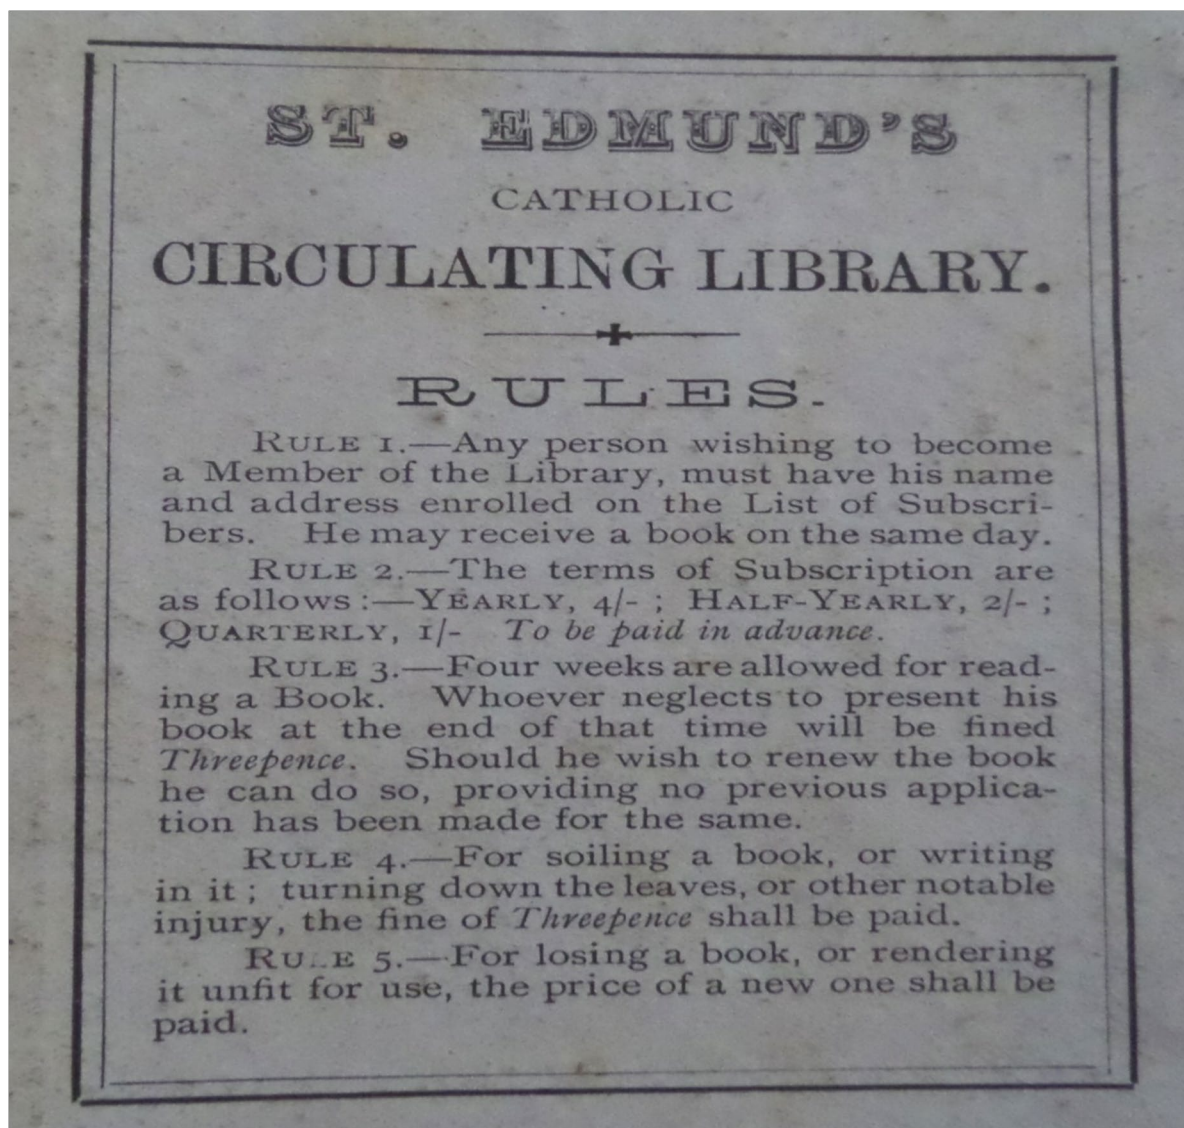 ST. EDMUND'S
CATHOLIC
CIRCULATING LIBRARY.
RULES.
RULE 1.—Any person wishing to become
a Member of the Library, must have his name
and address enrolled on the List of Subscri-
bers. He may receive a book on the same day.
RULE 2.—The terms of Subscription are
as follows :—YEARLY, 4/- ; HALF-YEARLY, 2/- ;
QUARTERLY, 1/- To be paid in advance.
RULE 3.—Four weeks are allowed for read-
ing a Book. Whoever neglects to present his
book at the end of that time will be fined
Threepence. Should he wish to renew the book
he can do so, providing no previous applica-
tion has been made for the same.
RULE 4.—For soiling a book, or writing
in it ; turning down the leaves, or other notable
injury, the fine of Threepence shall be paid.
RULE 5.—For losing a book, or rendering
it unfit for use, the price of a new one shall be
paid.